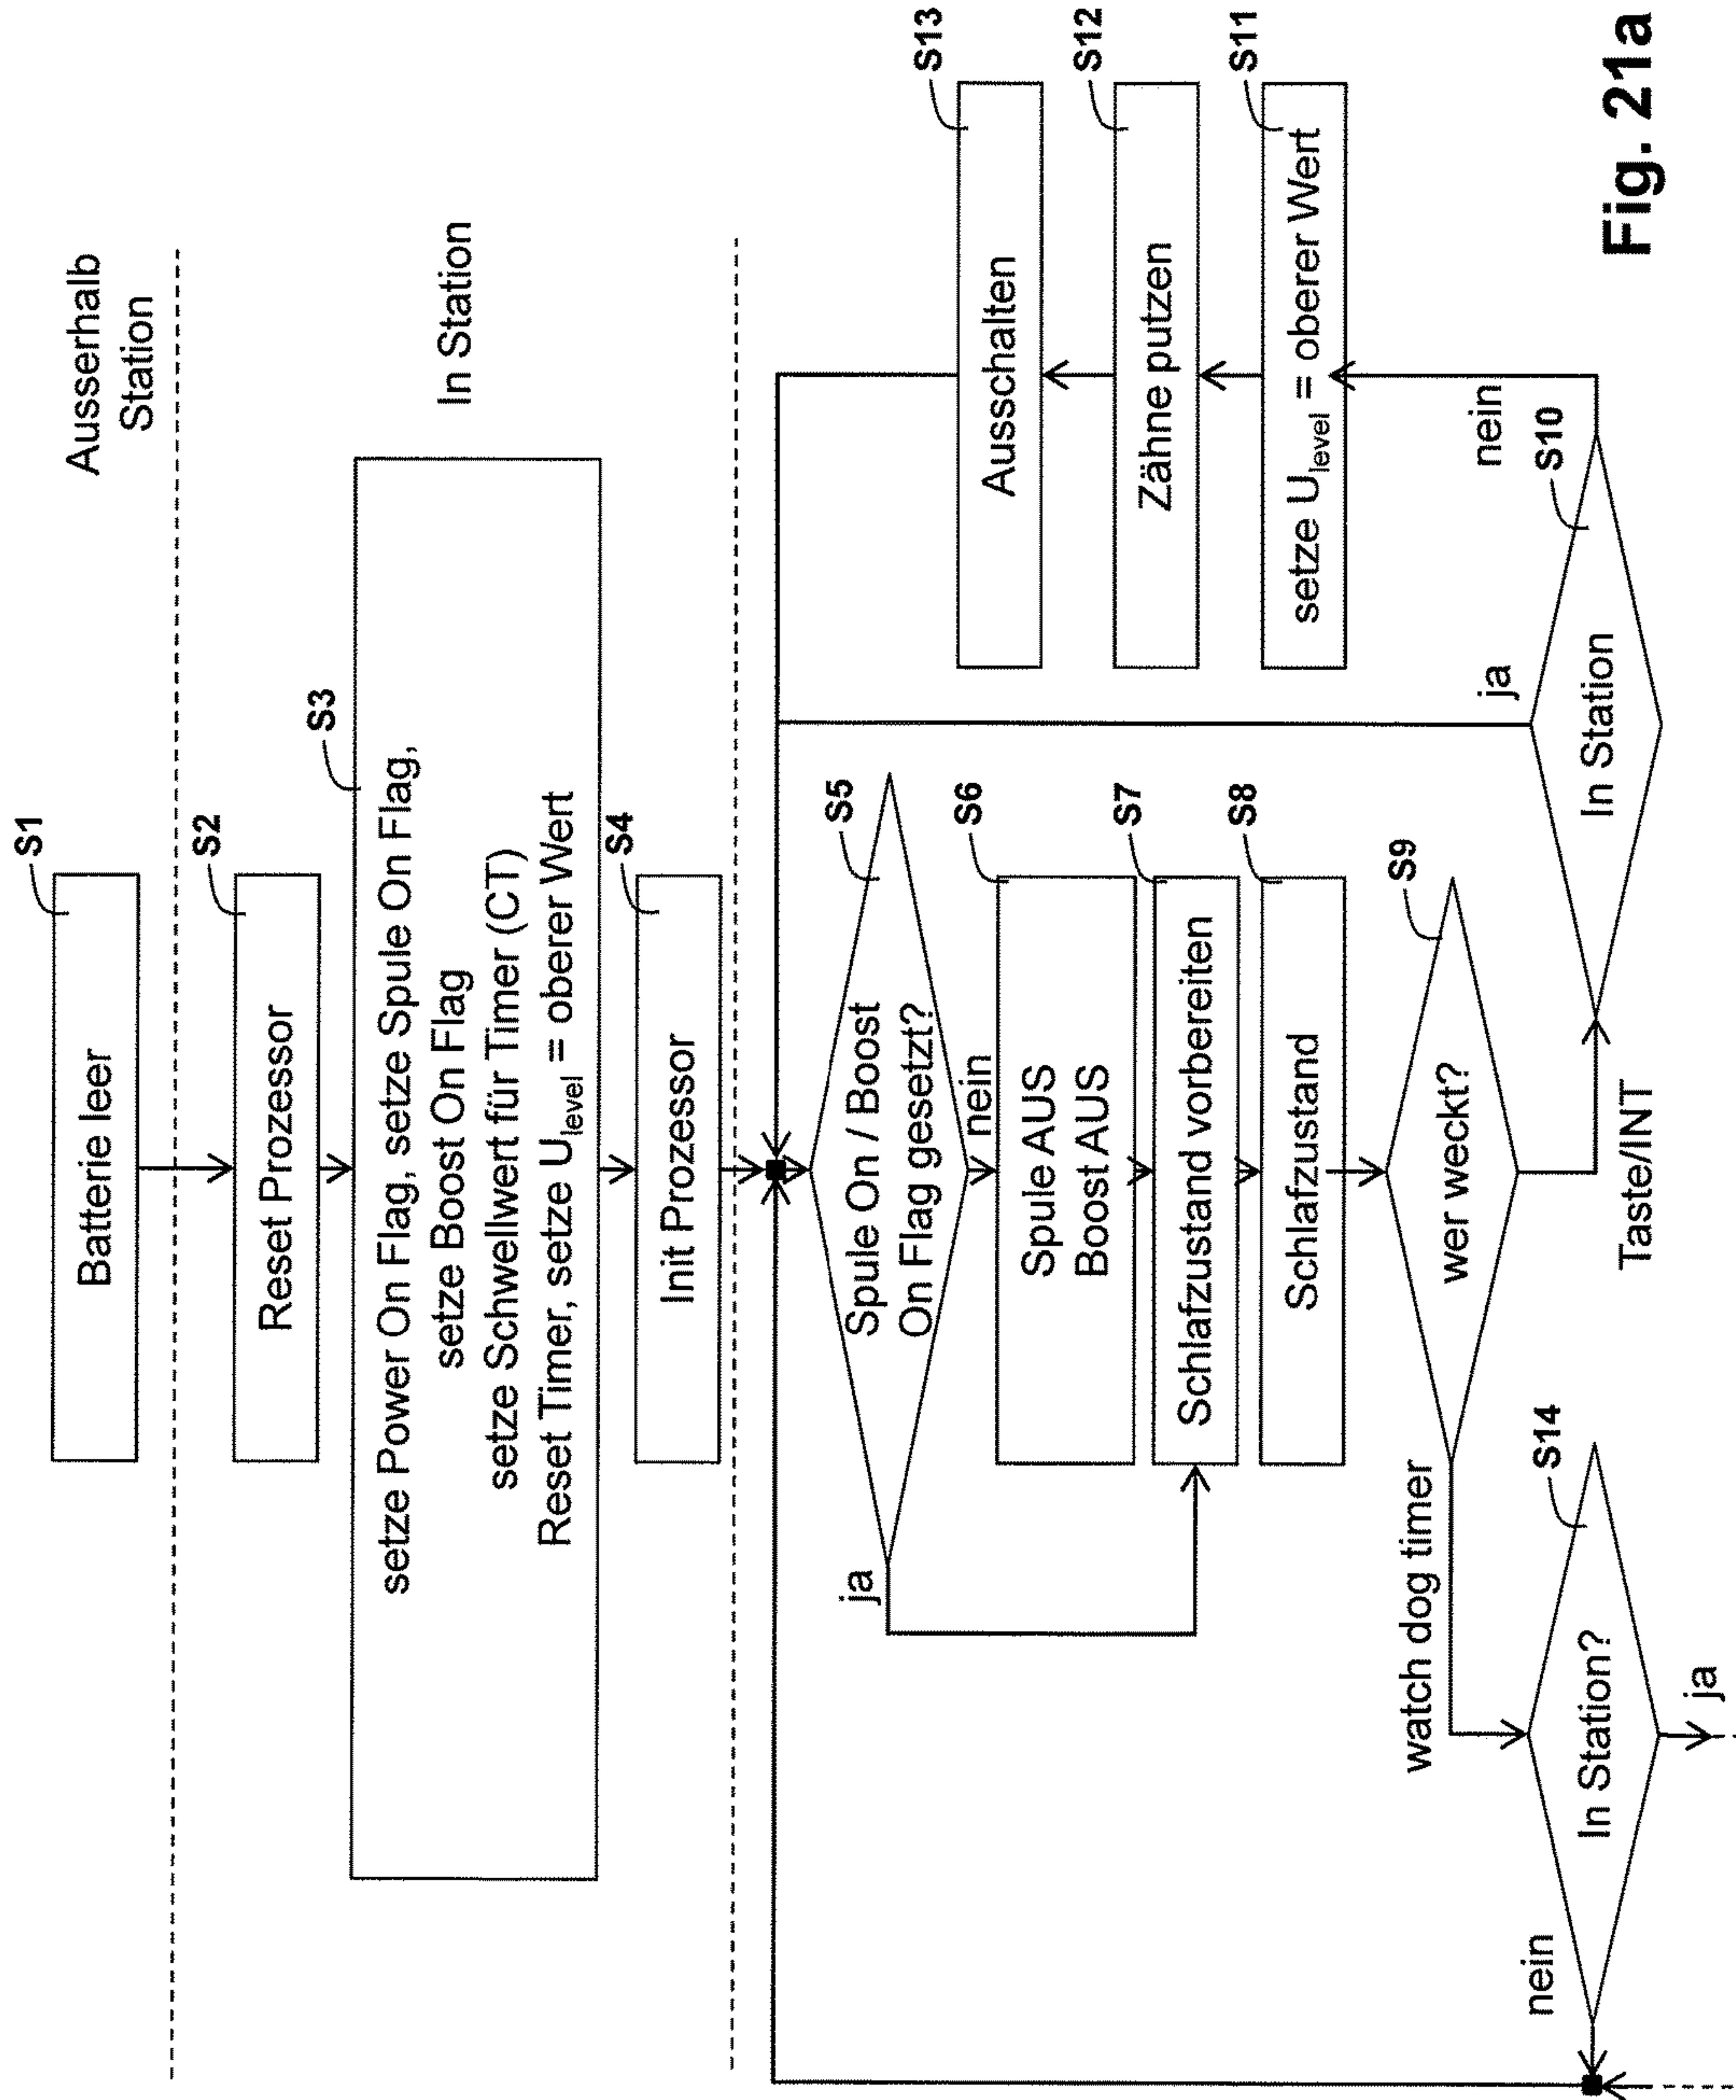 Ausserhalb
Station
S1
Batterie leer
S2
Reset Prozessor
In Station
S3
setze Power On Flag, setze Spule On Flag,
setze Boost On Flag
setze Schwellwert für Timer (CT)
Reset Timer, setze Ulevel = oberer Wert
S4
Init Prozessor
S5
Spule On / Boost
On Flag gesetzt?
ja
nein
S6
Spule AUS
Boost AUS
S7
Schlafzustand vorbereiten
S8
Schlafzustand
S9
wer weckt?
watch dog timer
Taste/INT
S13
Ausschalten
S12
Zähne putzen
S11
setze Ulevel = oberer Wert
ja
nein
S10
In Station
S14
In Station?
nein
ja
Fig. 21a